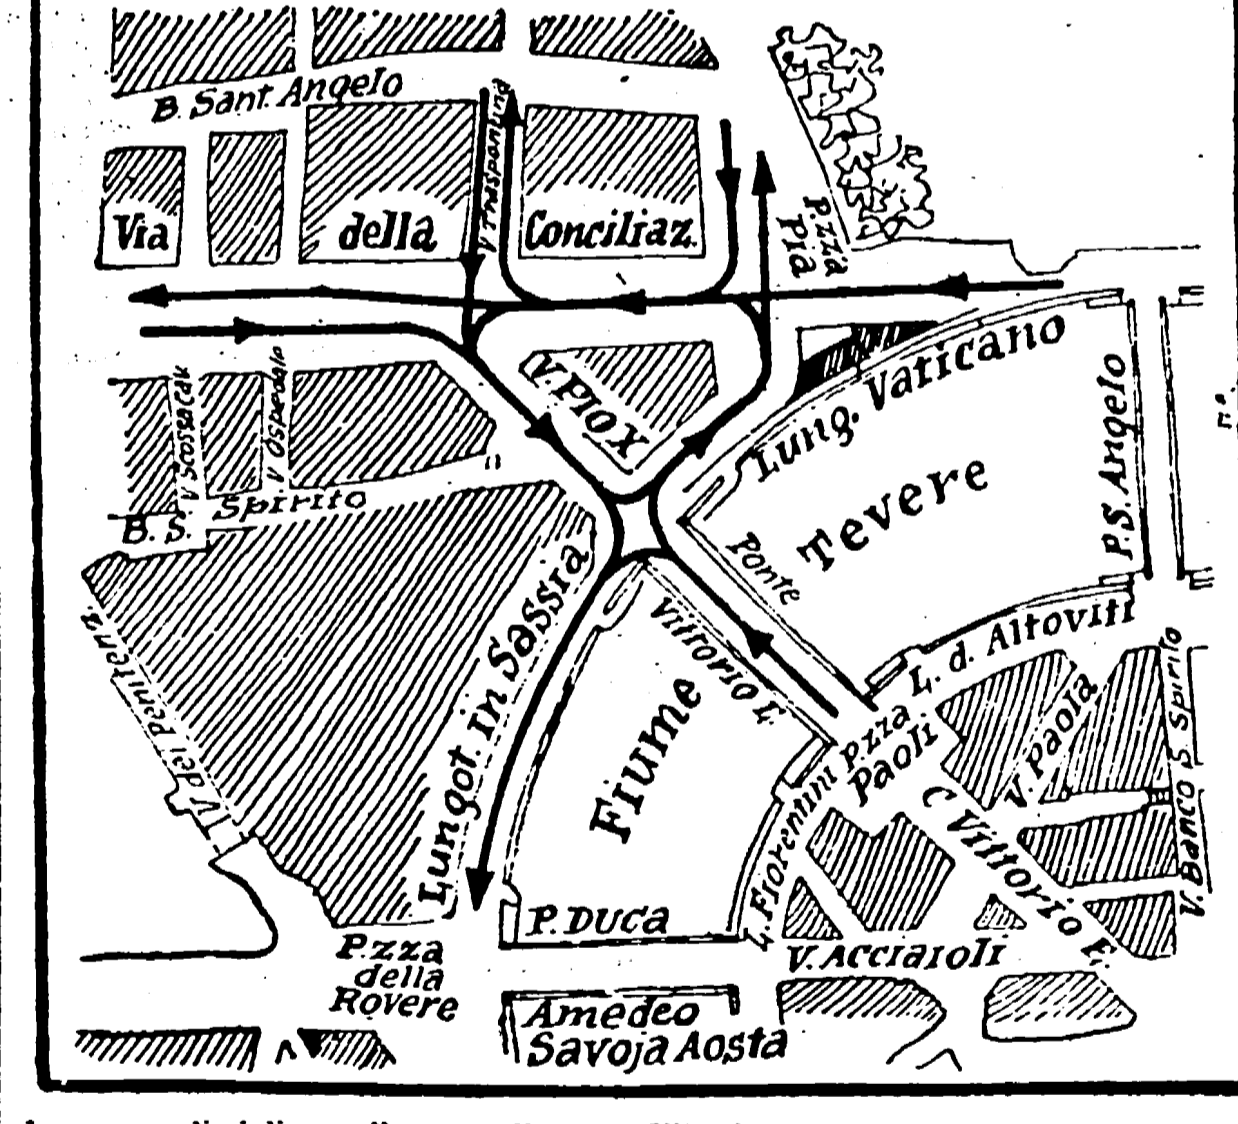 B. Sant. Angelo
V Traspontina
Via della Conciliaz.
P.zza
Pia
V. PIO X
Lung. Vaticano
P.S. Angelo
Tevere
V Ospedale
B. S. Spirito
Ponte
Vittorio
L. d. Altoviti
Lungot. in Sassia
V dei Penitenz.
Fiume
P.zza
Paoli
V. Paola
V. Banco S Spirito
C Vittorio E.
L. Fiorentini
P. DUCA
V. ACCIAIOLI
P.zza
della
Rovere
Amedeo
Savoja Aosta